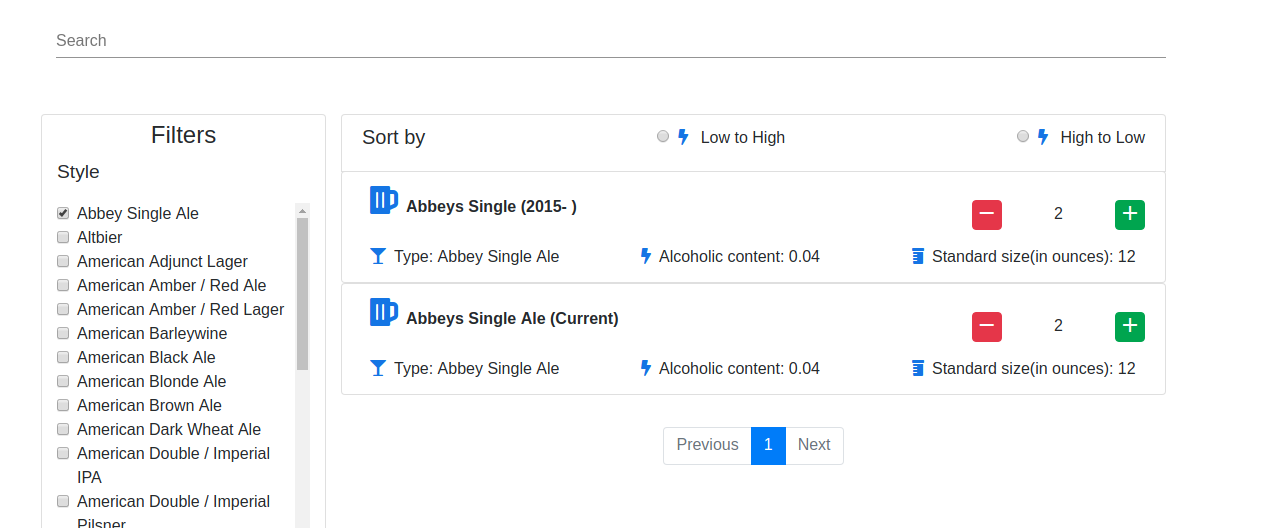 Search
Filters
Style
Abbey Single Ale
Altbier
American Adjunct Lager
American Amber / Red Ale
American Amber / Red Lager
American Barleywine
American Black Ale
American Blonde Ale
American Brown Ale
American Dark Wheat Ale
American Double / Imperial
IPA
American Double / Imperial
Pilsner
Sort by Low to High High to Low
Abbeys Single (2015- ) 2
Type: Abbey Single Ale Alcoholic content: 0.04 Standard size(in ounces): 12
Abbeys Single Ale (Current) 2
Type: Abbey Single Ale Alcoholic content: 0.04 Standard size(in ounces): 12
Previous 1 Next